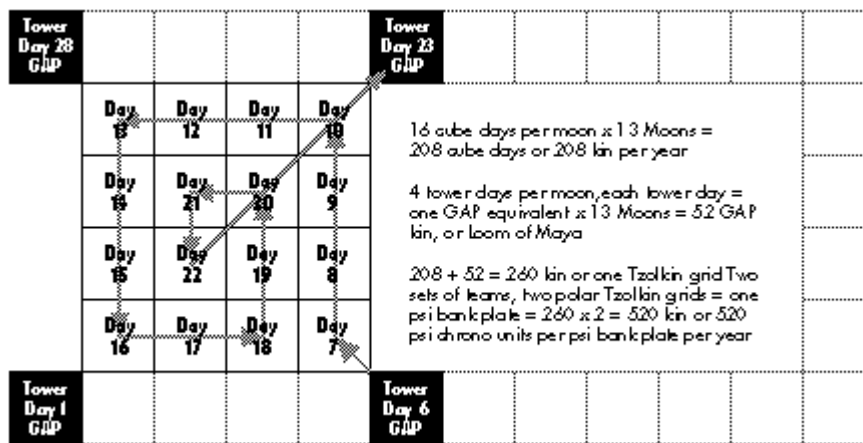 Tower
Day 28
GAP
Tower
Day 23
GAP
Day
13
Day
12
Day
11
Day
10
Day
14
Day
21
Day
20
Day
9
Day
15
Day
22
Day
19
Day
8
Day
16
Day
17
Day
18
Day
7
16 cube days per moon x 13 Moons =
208 cube days or 208 kin per year
4 tower days per moon, each tower day =
one GAP equivalent x 13 Moons = 52 GAP
kin, or Loom of Maya
208 + 52 = 260 kin or one Tzolkin grid Two
sets of teams, two polar Tzolkin grids = one
psi bank plate = 260 x 2 = 520 kin or 520
psi chrono units per psi bank plate per year
Tower
Day 1
GAP
Tower
Day 6
GAP